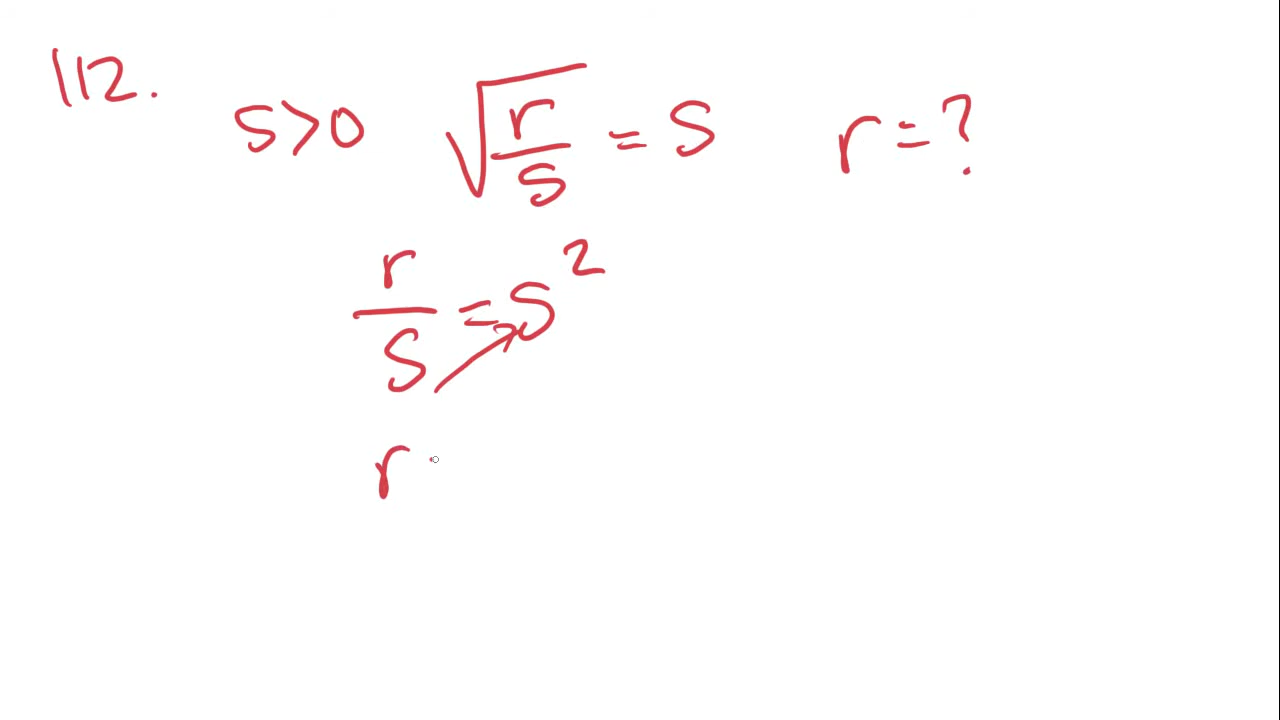 112.
s>0 √(r/s) = s r=?
r/s = s²
r